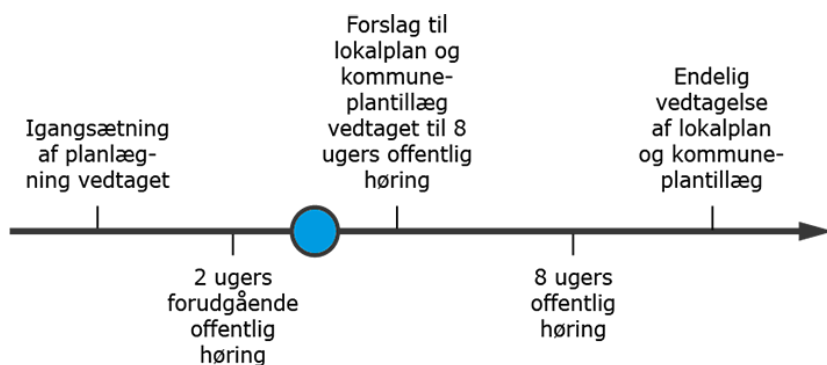 Igangsætning
af planlæg-
ning vedtaget
2 ugers
forudgående
offentlig
høring
Forslag til
lokalplan og
kommune-
plantillæg
vedtaget til 8
ugers offentlig
høring
8 ugers
offentlig
høring
Endelig
vedtagelse
af lokalplan
og kommune-
plantillæg